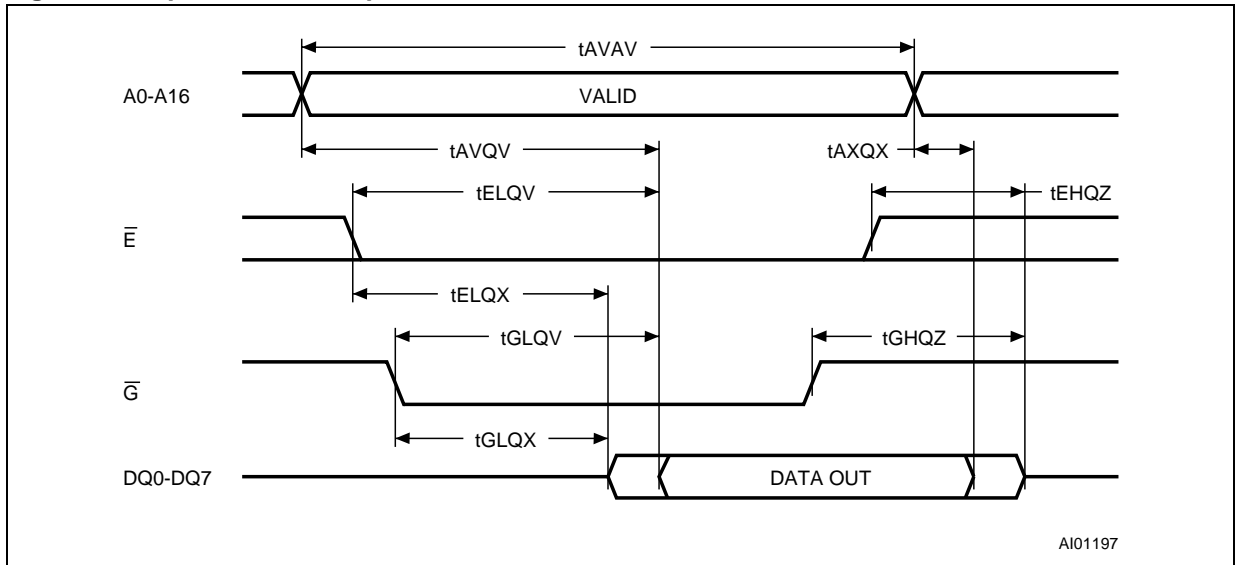 tAVAV
A0-A16
VALID
tAVQV
tAXQX
tELQV
tEHQZ
E̅
tELQX
tGLQV
tGHQZ
G̅
tGLQX
DQ0-DQ7
DATA OUT
AI01197